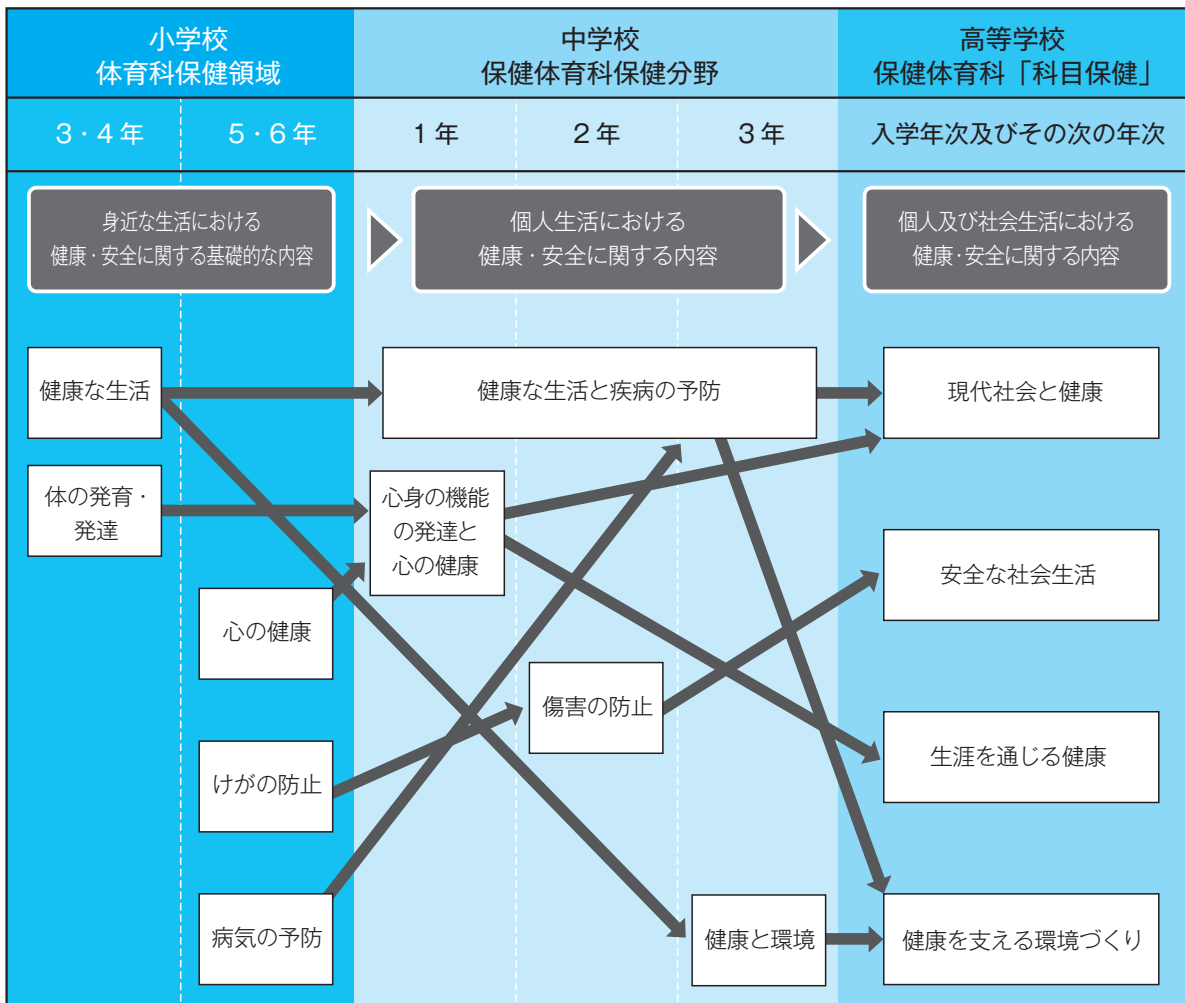 小学校
体育科保健領域
中学校
保健体育科保健分野
高等学校
保健体育科「科目保健」
3・4年
5・6年
1年
2年
3年
入学年次及びその次の年次
身近な生活における
健康・安全に関する基礎的な内容
個人生活における
健康・安全に関する内容
個人及び社会生活における
健康・安全に関する内容
健康な生活
健康な生活と疾病の予防
現代社会と健康
体の発育・
発達
心身の機能
の発達と
心の健康
安全な社会生活
心の健康
傷害の防止
生涯を通じる健康
けがの防止
病気の予防
健康と環境
健康を支える環境づくり